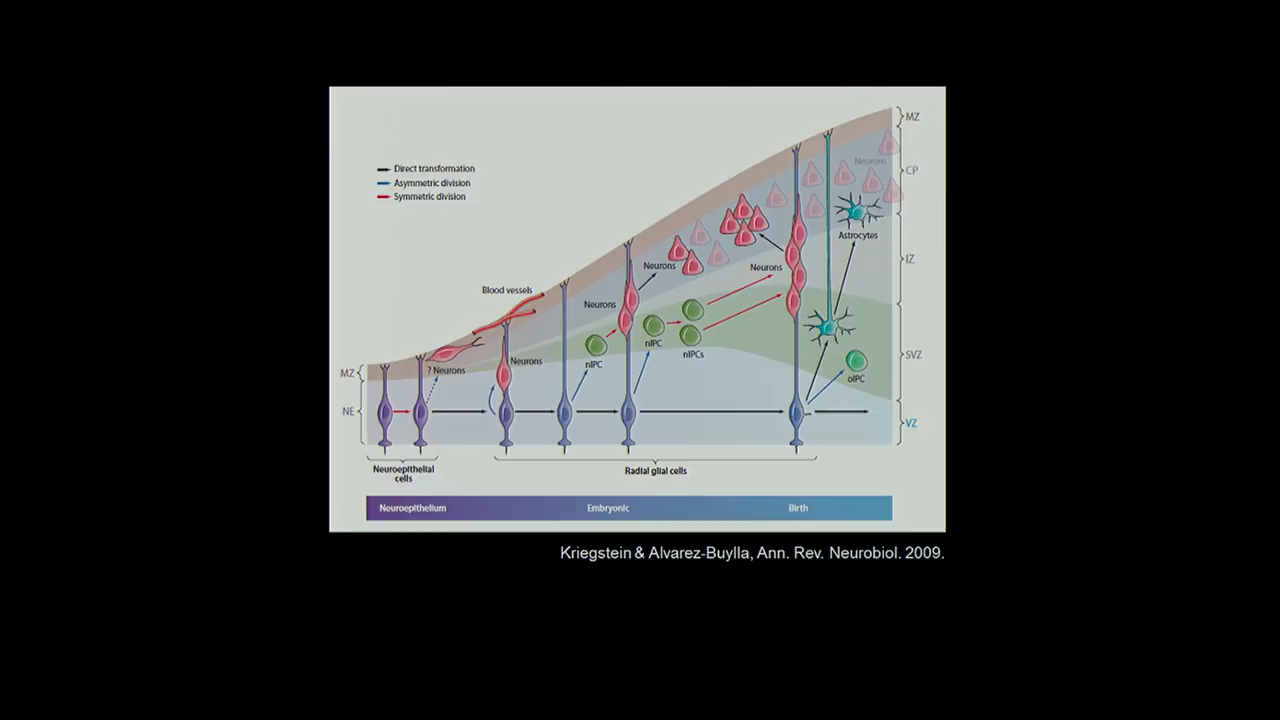 Direct transformation
Asymmetric division
Symmetric division
MZ
Neurons
CP
Astrocytes
IZ
Neurons
Neurons
Blood vessels
Neurons
nIPC
nIPCs
SVZ
Neurons
nIPC
? Neurons
oIPC
MZ
NE
VZ
Neuroepithelial
cells
Radial glial cells
Neuroepithelium
Embryonic
Birth
Kriegstein & Alvarez-Buylla, Ann. Rev. Neurobiol. 2009.